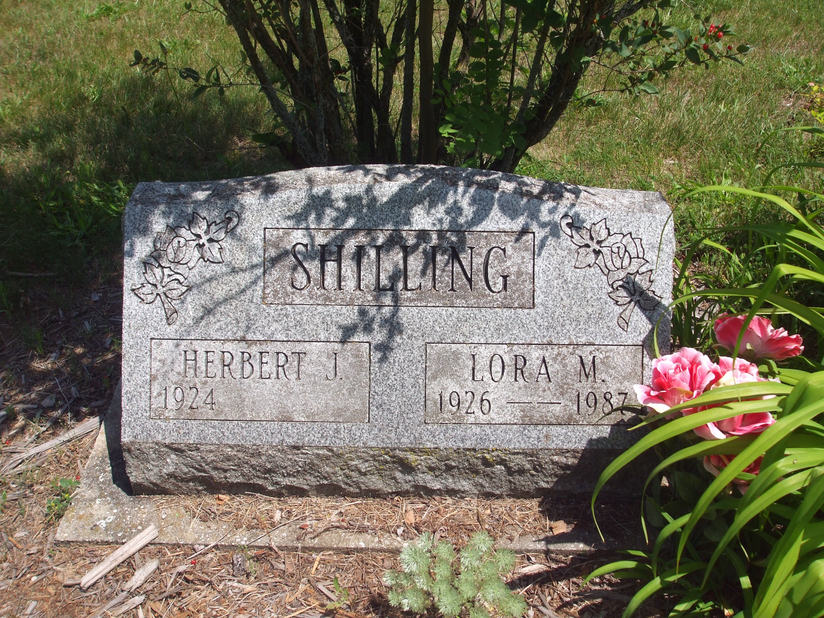 SHILLING
HERBERT J.
1924
LORA M.
1926 — 1987